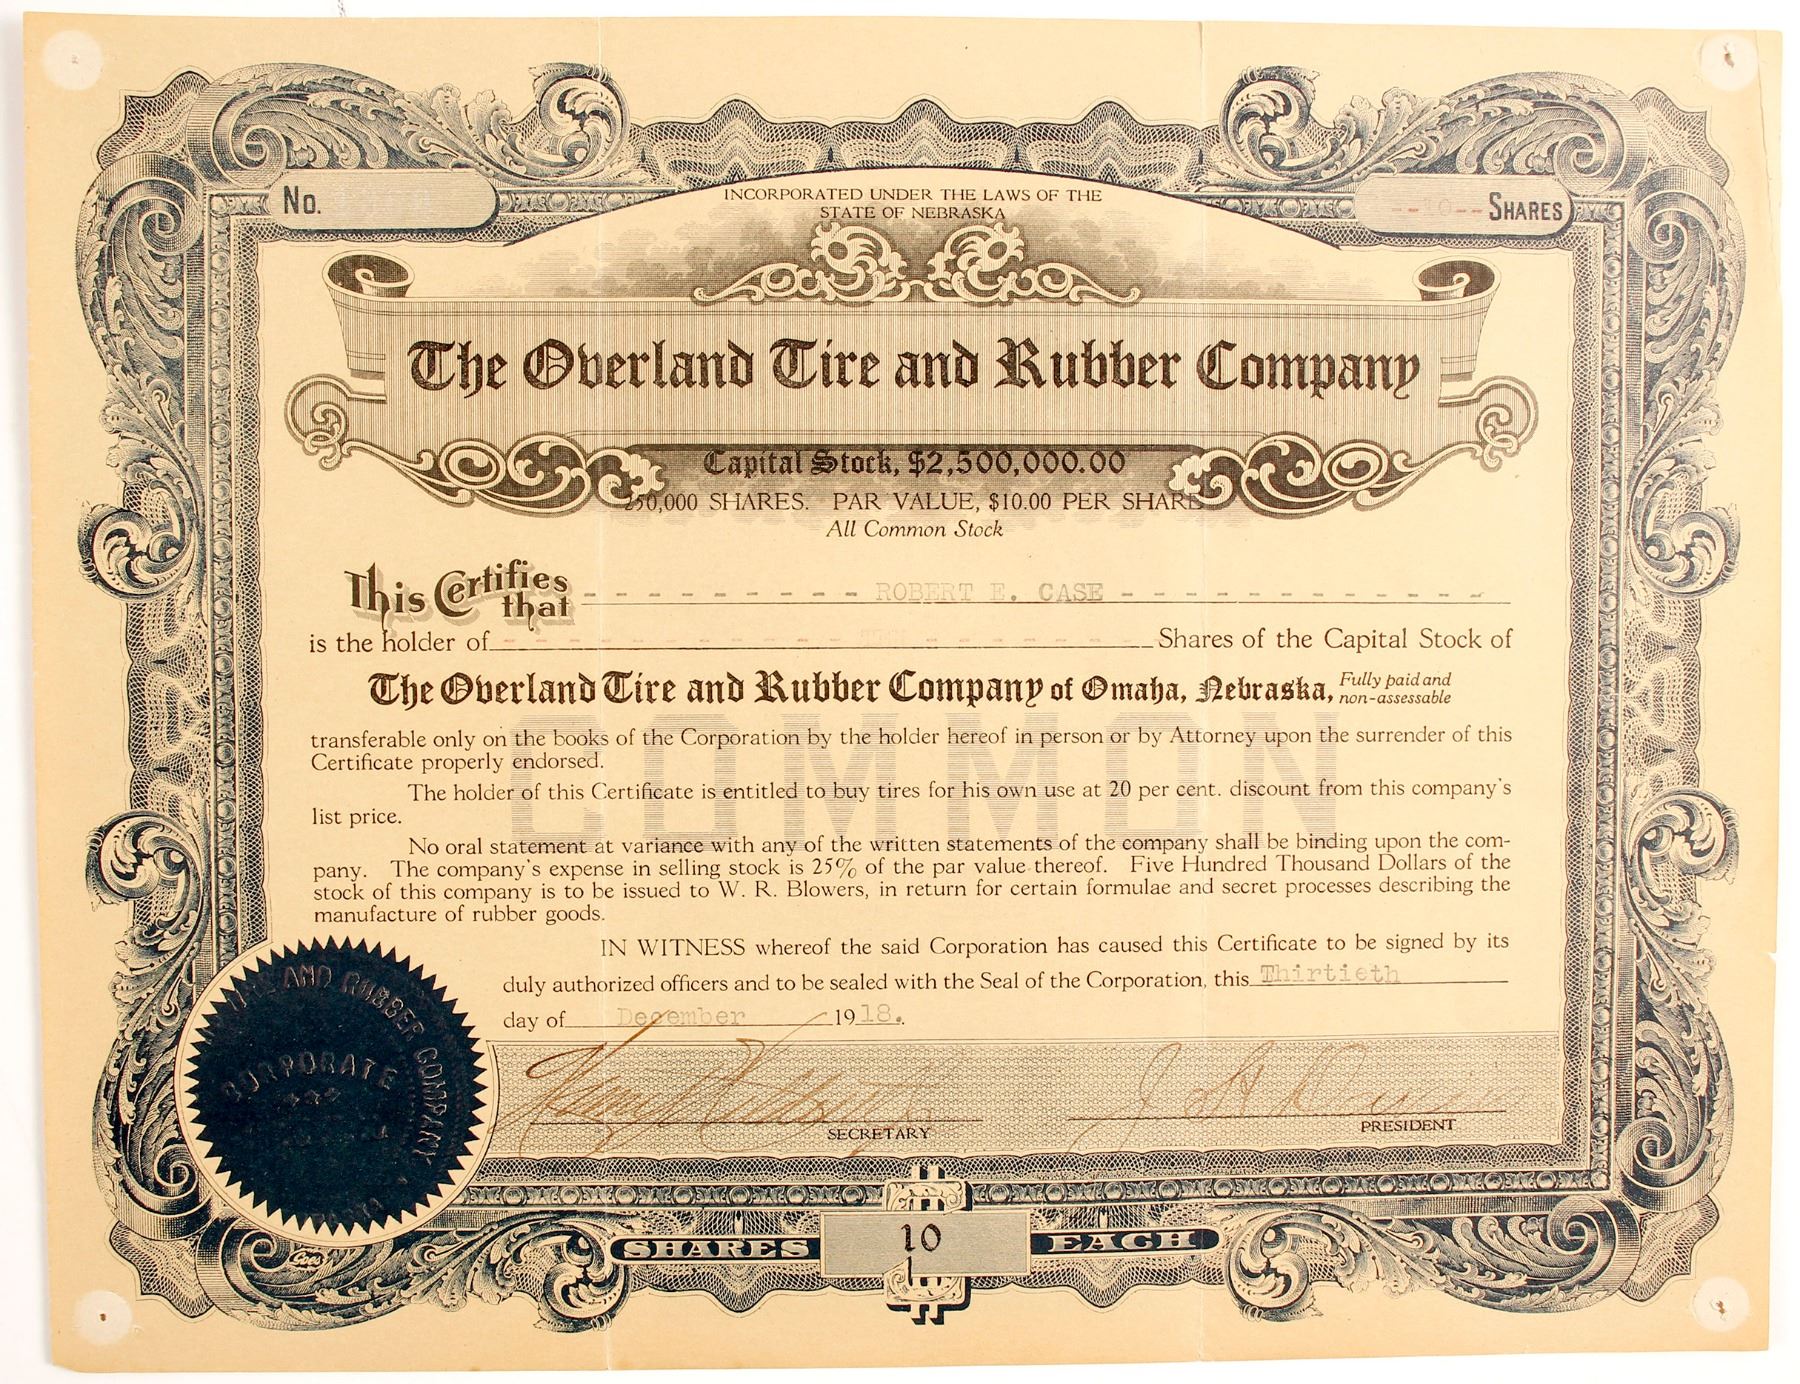 No.
--10-- SHARES
INCORPORATED UNDER THE LAWS OF THE
STATE OF NEBRASKA
The Overland Tire and Rubber Company
Capital Stock, $2,500,000.00
250,000 SHARES. PAR VALUE, $10.00 PER SHARE
All Common Stock
This Certifies that ROBERT E. CASE
is the holder of TEN Shares of the Capital Stock of
The Overland Tire and Rubber Company of Omaha, Nebraska, Fully paid and non-assessable
COMMON
transferable only on the books of the Corporation by the holder hereof in person or by Attorney upon the surrender of this
Certificate properly endorsed.
The holder of this Certificate is entitled to buy tires for his own use at 20 per cent. discount from this company's
list price.
No oral statement at variance with any of the written statements of the company shall be binding upon the com-
pany. The company's expense in selling stock is 25% of the par value thereof. Five Hundred Thousand Dollars of the
stock of this company is to be issued to W. R. Blowers, in return for certain formulae and secret processes describing the
manufacture of rubber goods.
IN WITNESS whereof the said Corporation has caused this Certificate to be signed by its
duly authorized officers and to be sealed with the Seal of the Corporation, this Thirtieth
day of December 1918.
AND RUBBER COMPANY
CORPORATE
SECRETARY
PRESIDENT
Goes
SHARES 10 EACH